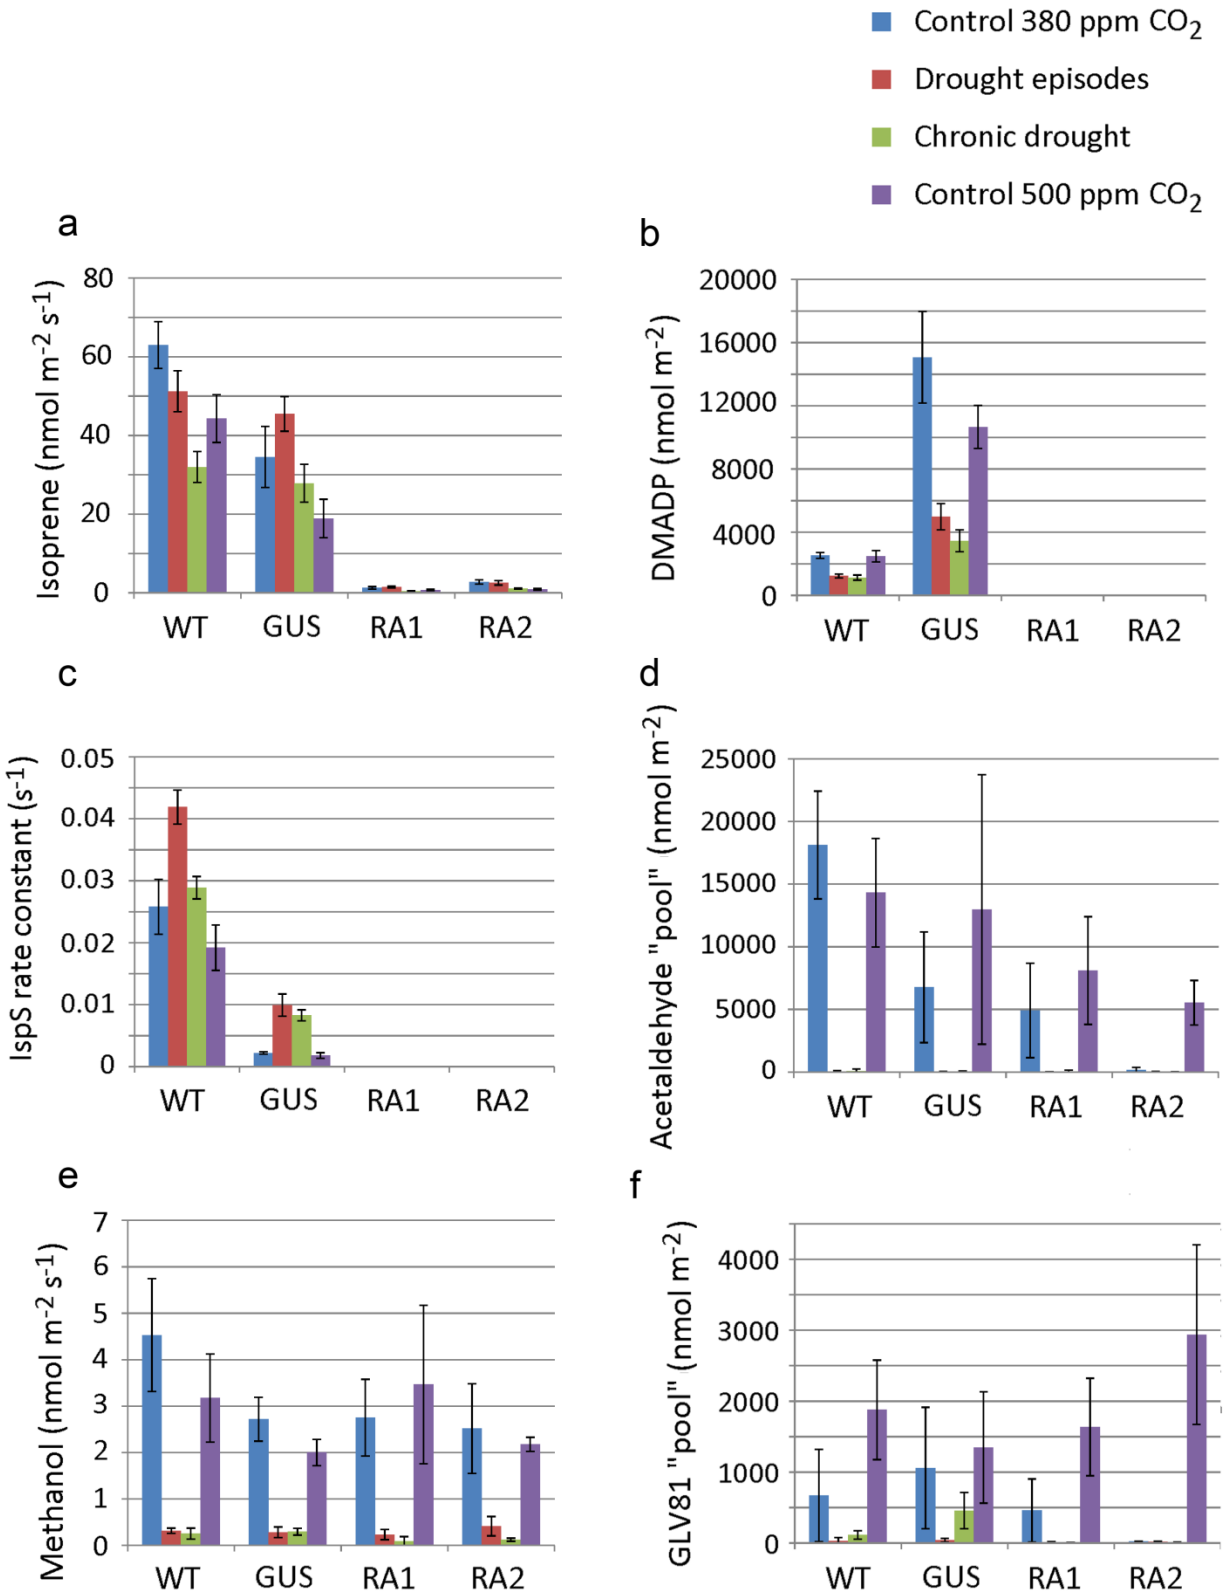 Control 380 ppm CO2
Drought episodes
Chronic drought
Control 500 ppm CO2
a
Isoprene (nmol m-2 s-1)
80
60
40
20
0
WT GUS RA1 RA2
b
DMADP (nmol m-2)
20000
16000
12000
8000
4000
0
WT GUS RA1 RA2
c
IspS rate constant (s-1)
0.05
0.04
0.03
0.02
0.01
0
WT GUS RA1 RA2
d
Acetaldehyde "pool" (nmol m-2)
25000
20000
15000
10000
5000
0
WT GUS RA1 RA2
e
Methanol (nmol m-2 s-1)
7
6
5
4
3
2
1
0
WT GUS RA1 RA2
f
GLV81 "pool" (nmol m-2)
4000
3000
2000
1000
0
WT GUS RA1 RA2